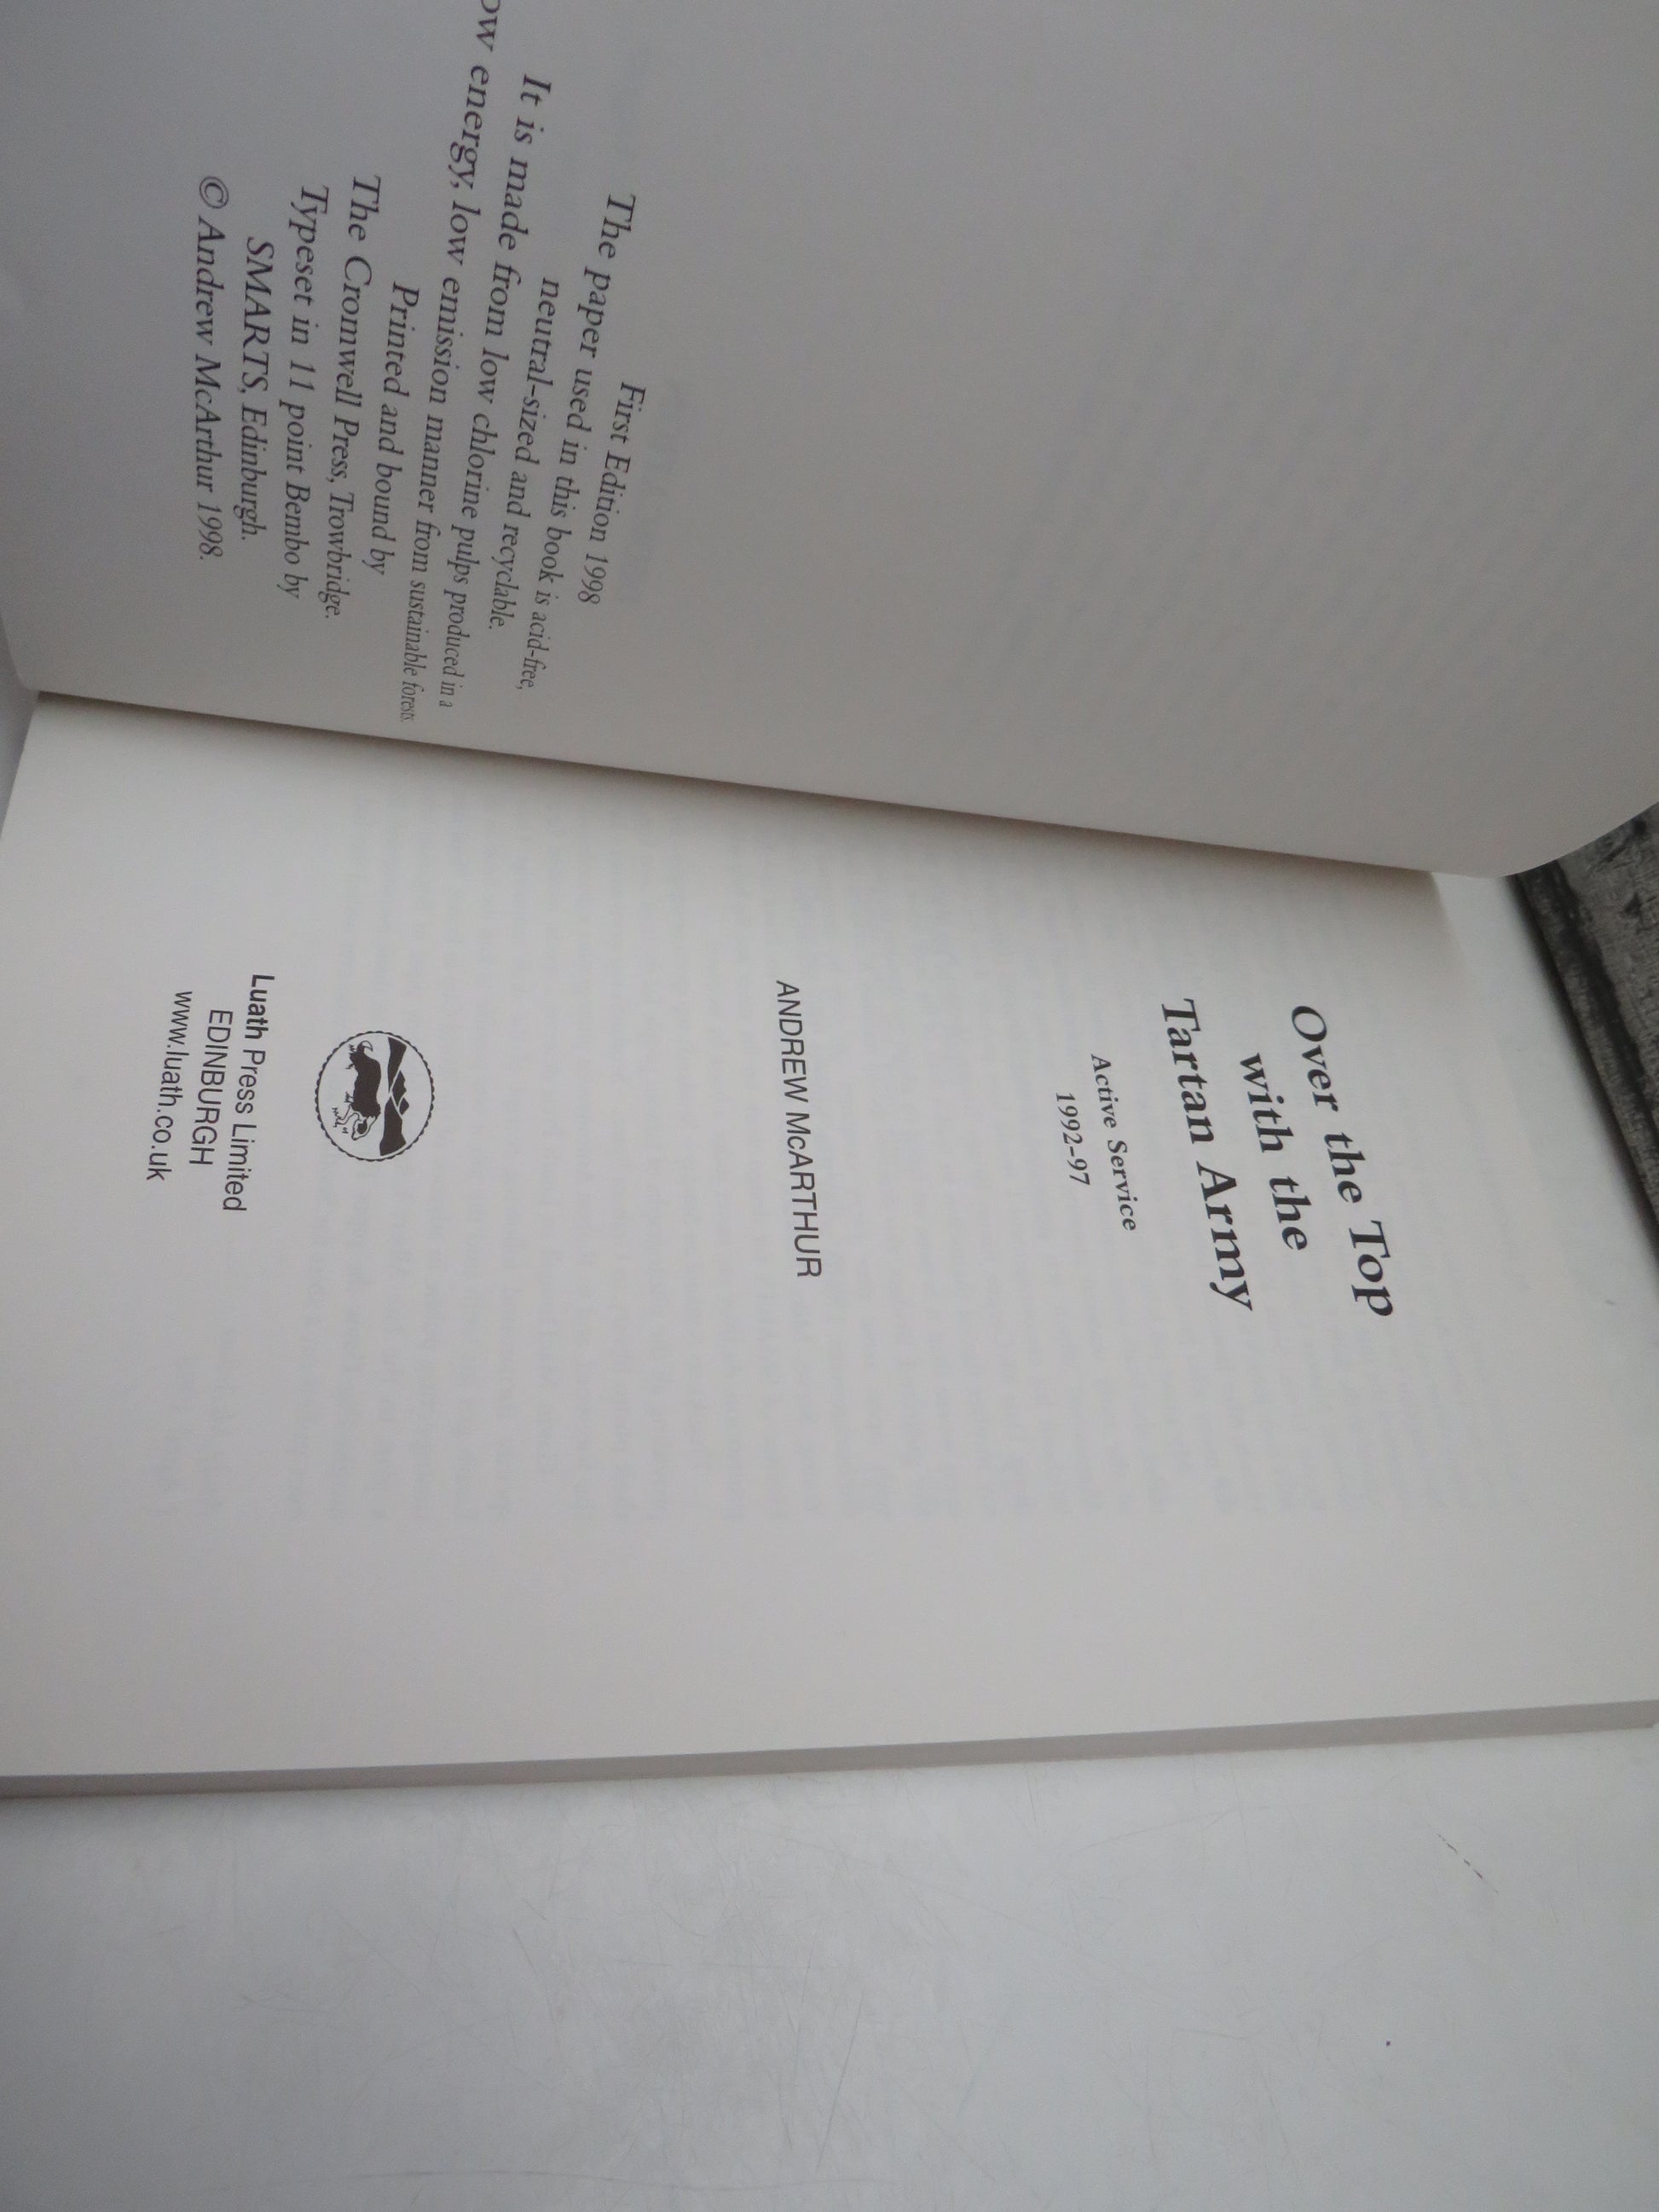 First Edition 1998
The paper used in this book is acid-free,
neutral-sized and recyclable.
It is made from low chlorine pulps produced in a
energy, low emission manner from sustainable forests.
Printed and bound by
The Cromwell Press, Trowbridge.
Typeset in 11 point Bembo by
SMARTS, Edinburgh.
© Andrew McArthur 1998.
Over the Top
with the
Tartan Army
Active Service
1992-97
ANDREW McARTHUR
Luath Press Limited
EDINBURGH
www.luath.co.uk